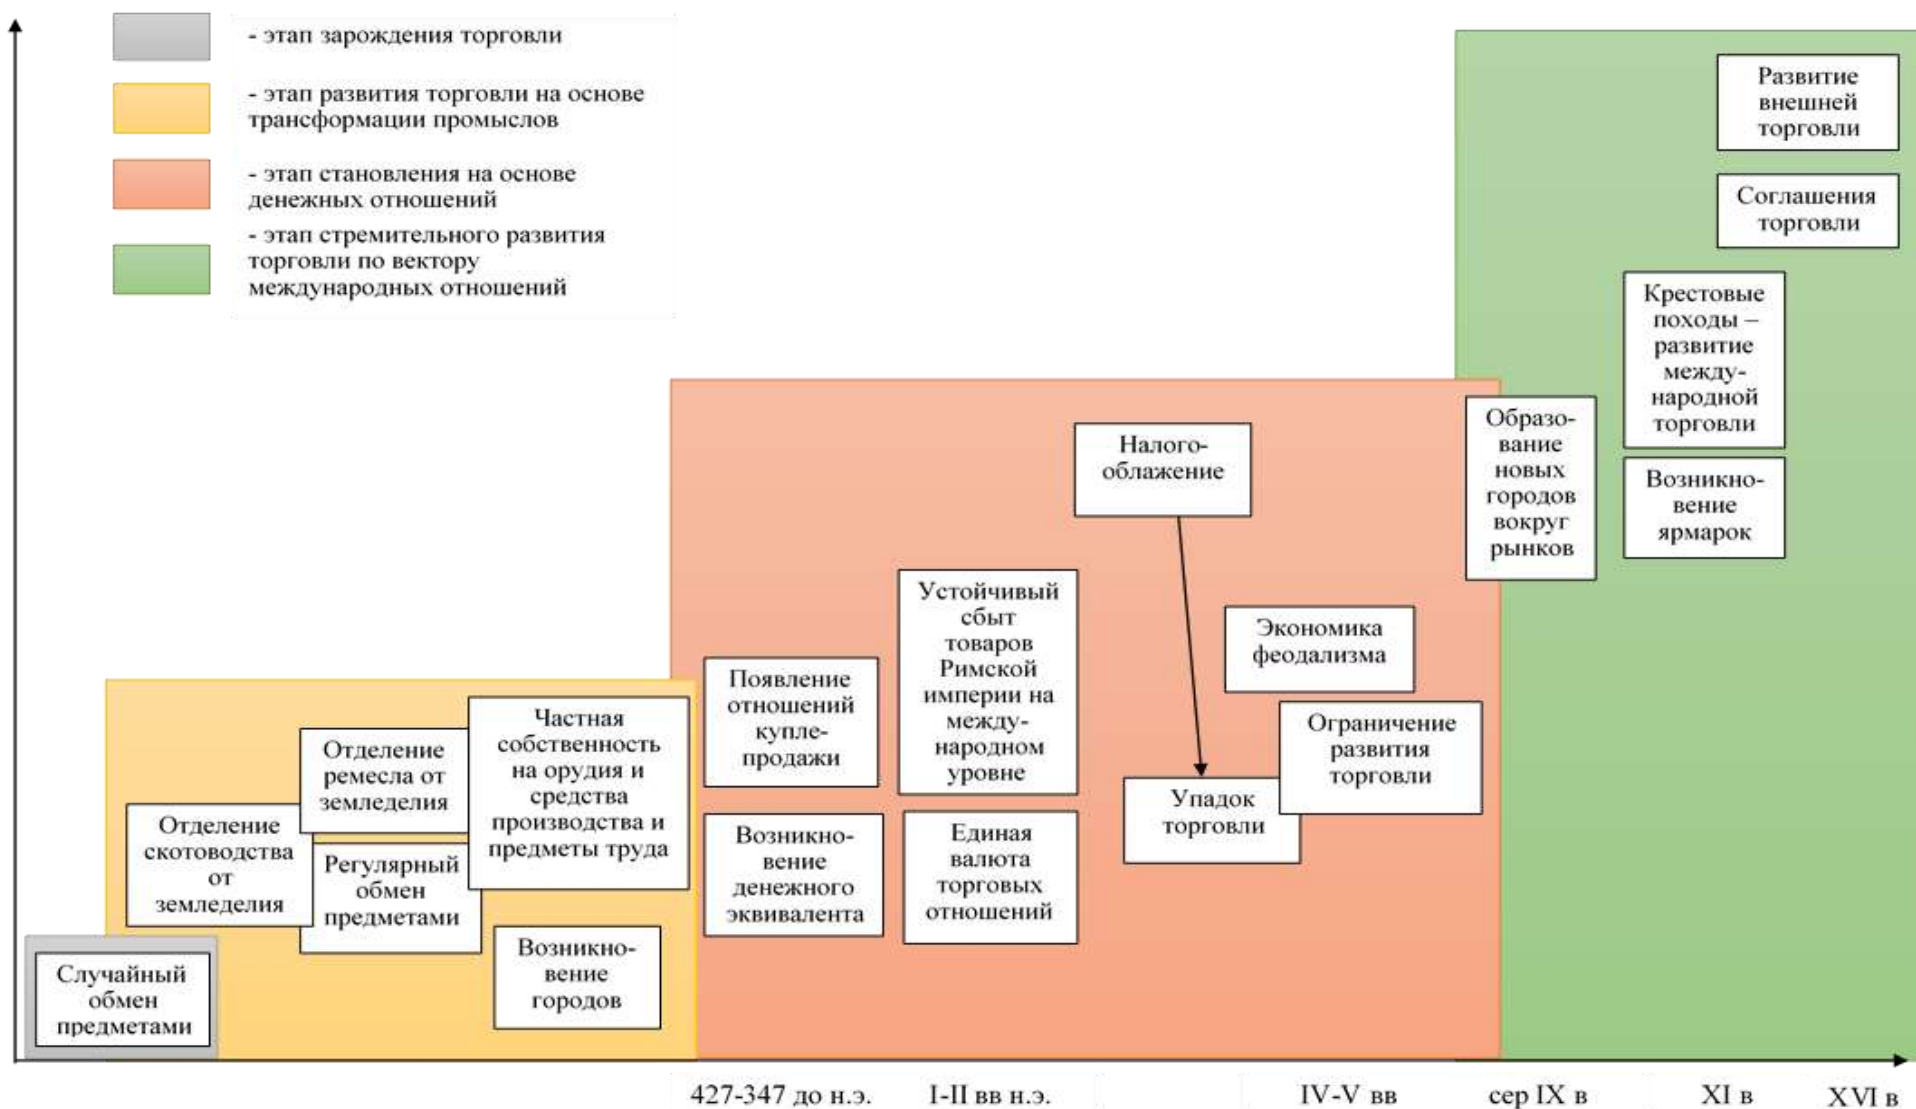 - этап зарождения торговли
- этап развития торговли на основе
трансформации промыслов
- этап становления на основе
денежных отношений
- этап стремительного развития
торговли по вектору
международных отношений
Случайный
обмен
предметами
Отделение
скотоводства
от
земледелия
Отделение
ремесла от
земледелия
Регулярный
обмен
предметами
Частная
собственность
на орудия и
средства
производства и
предметы труда
Возникно-
вение
городов
Появление
отношений
купле-
продажи
Возникно-
вение
денежного
эквивалента
Устойчивый
сбыт
товаров
Римской
империи на
между-
народном
уровне
Единая
валюта
торговых
отношений
Налого-
облажение
Упадок
торговли
Экономика
феодализма
Ограничение
развития
торговли
Образо-
вание
новых
городов
вокруг
рынков
Крестовые
походы –
развитие
между-
народной
торговли
Возникно-
вение
ярмарок
Развитие
внешней
торговли
Соглашения
торговли
427-347 до н.э.
I-II вв н.э.
IV-V вв
сер IX в
XI в
XVI в